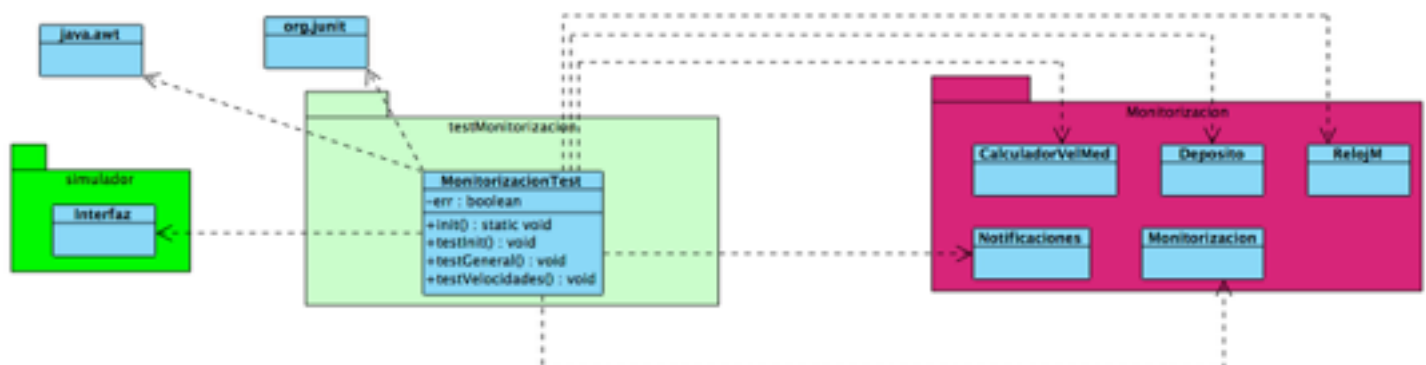 java.awt
org.junit
testMonitorizacion
Monitorizacion
CalculadorVelMed
Deposito
RelojM
simulador
Interfaz
MonitorizacionTest
-err : boolean
+init() : static void
+testInit() : void
+testGeneral() : void
+testVelocidades() : void
Notificaciones
Monitorizacion